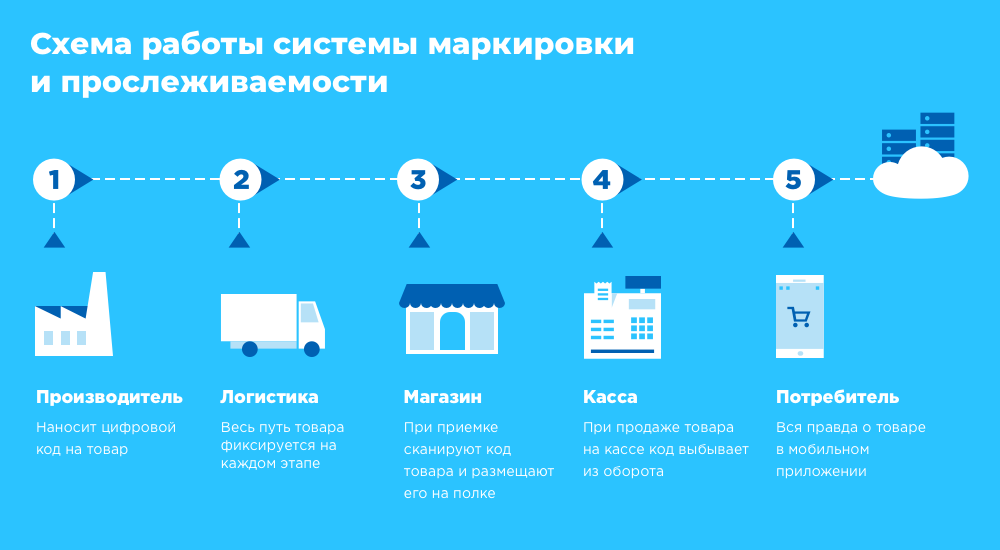 Схема работы системы маркировки
и прослеживаемости
1
2
3
4
5
Производитель
Наносит цифровой
код на товар
Логистика
Весь путь товара
фиксируется на
каждом этапе
Магазин
При приемке
сканируют код
товара и размещают
его на полке
Касса
При продаже товара
на кассе код выбывает
из оборота
Потребитель
Вся правда о товаре
в мобильном
приложении